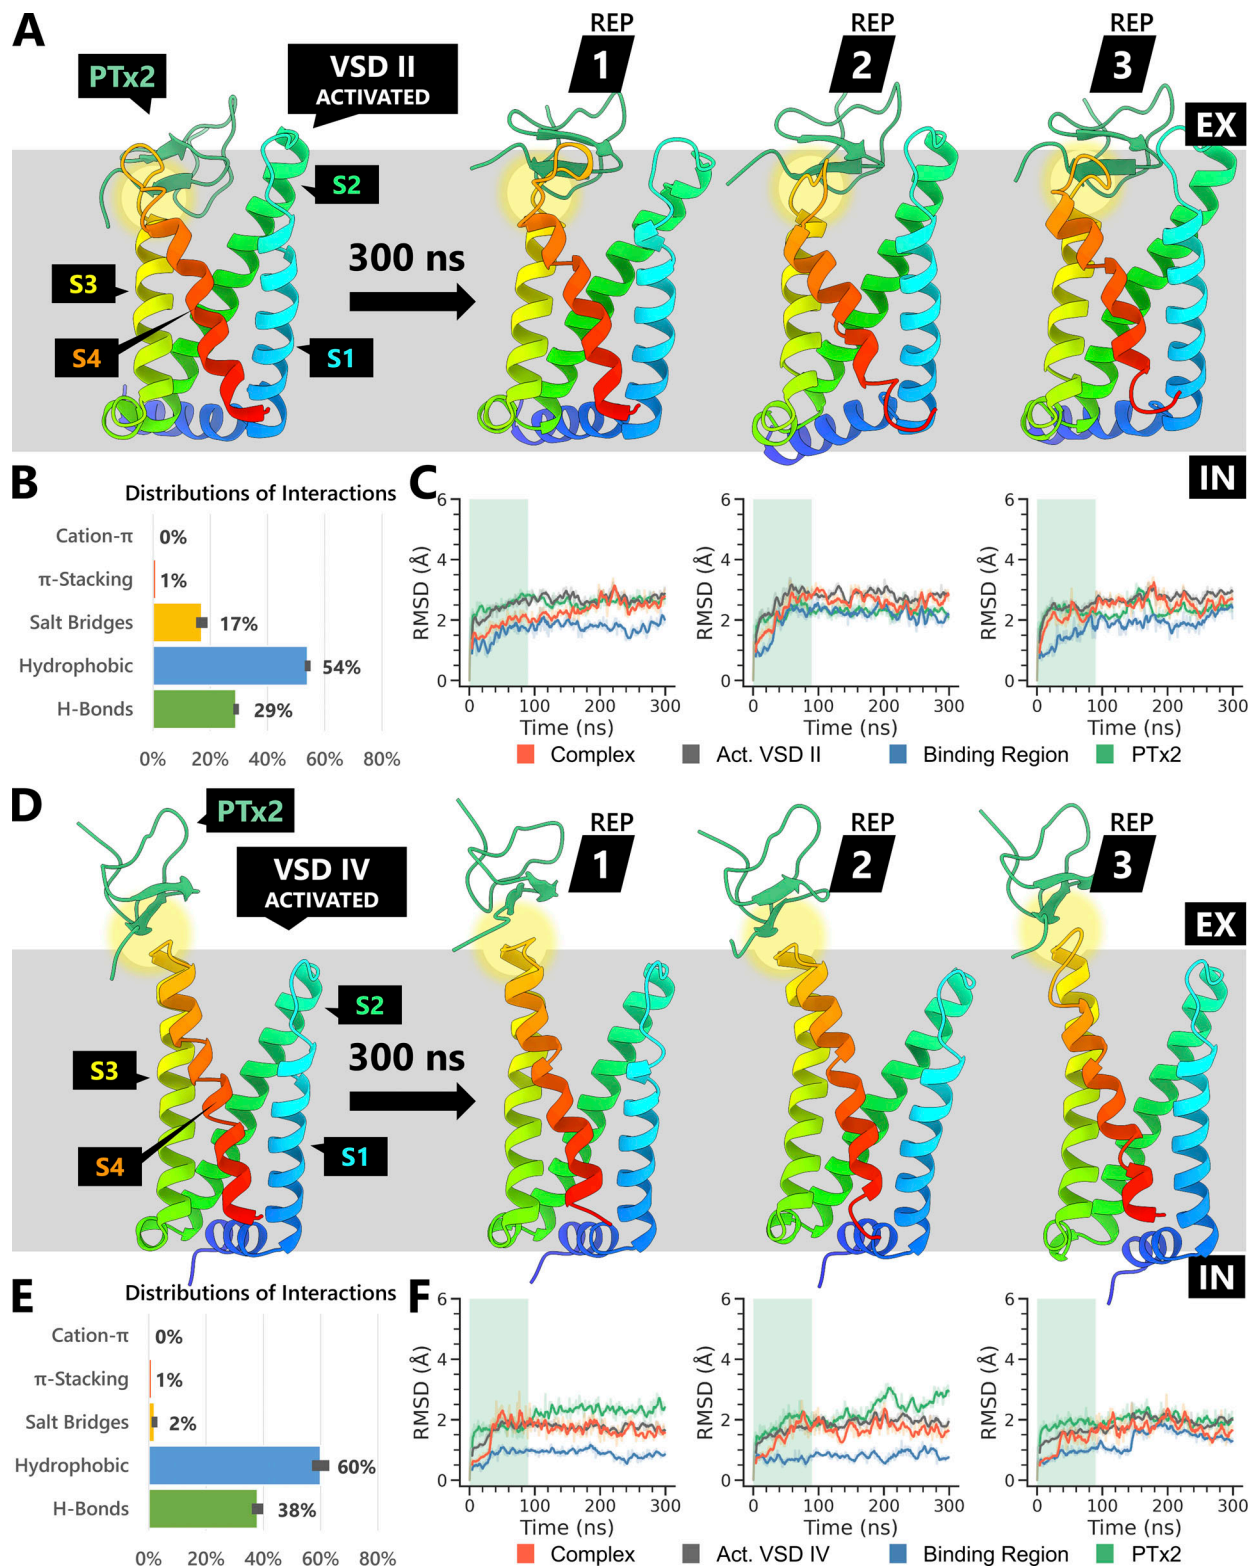 A
PTx2
VSD II
ACTIVATED
REP
1
REP
2
REP
3
EX
S2
S3
300 ns
S4
S1
IN
B
Distributions of Interactions
Cation-π
0%
π-Stacking
1%
Salt Bridges
17%
Hydrophobic
54%
H-Bonds
29%
0% 20% 40% 60% 80%
C
RMSD (Å)
6
4
2
0
0 100 200 300
Time (ns)
RMSD (Å)
6
4
2
0
0 100 200 300
Time (ns)
RMSD (Å)
6
4
2
0
0 100 200 300
Time (ns)
Complex Act. VSD II Binding Region PTx2
D
PTx2
VSD IV
ACTIVATED
REP
1
REP
2
REP
3
EX
S2
S3
300 ns
S4
S1
IN
E
Distributions of Interactions
Cation-π
0%
π-Stacking
1%
Salt Bridges
2%
Hydrophobic
60%
H-Bonds
38%
0% 20% 40% 60% 80%
F
RMSD (Å)
6
4
2
0
0 100 200 300
Time (ns)
RMSD (Å)
6
4
2
0
0 100 200 300
Time (ns)
RMSD (Å)
6
4
2
0
0 100 200 300
Time (ns)
Complex Act. VSD IV Binding Region PTx2